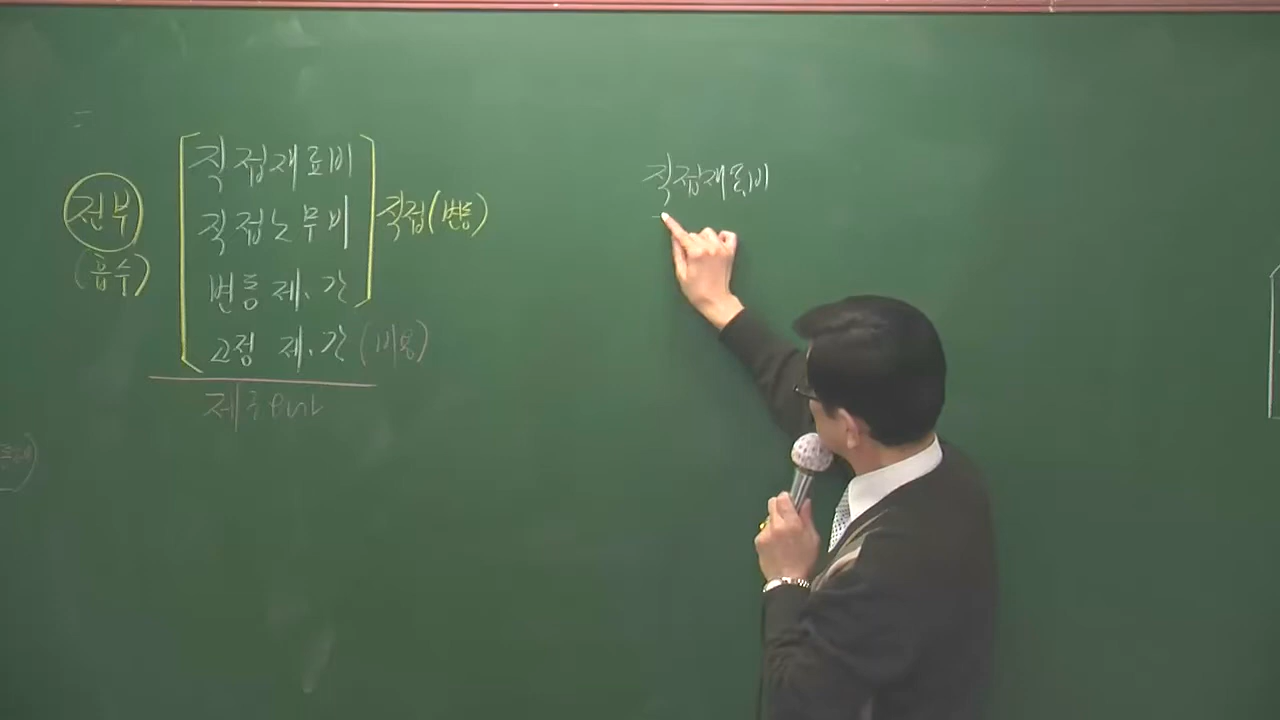 직접재료비
직접노무비
변동 제, 간
고정 제, 간 (비용)
전부
(흡수)
직접(변동)
제조원가
직접재료비